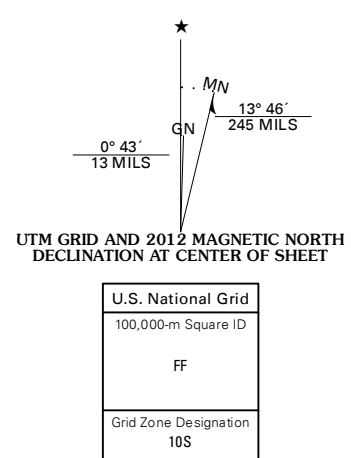 ★
MN
GN
13° 46´
245 MILS
0° 43´
13 MILS
UTM GRID AND 2012 MAGNETIC NORTH
DECLINATION AT CENTER OF SHEET
U.S. National Grid
100,000-m Square ID
FF
Grid Zone Designation
10S